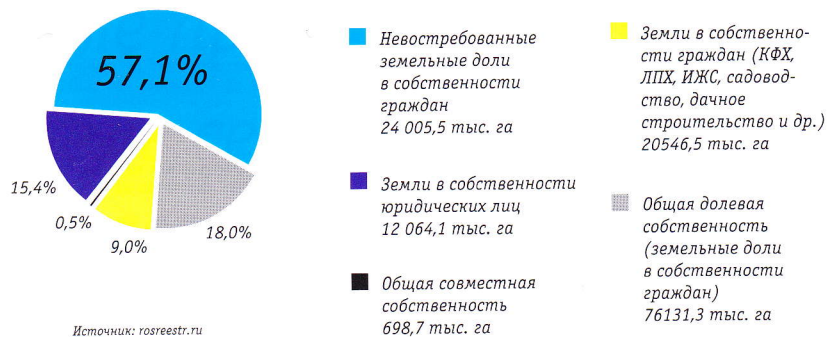 57,1%
15,4%
0,5%
9,0%
18,0%
Источник: rosreestr.ru
Невостребованные
земельные доли
в собственности
граждан
24 005,5 тыс. га
Земли в собственности
юридических лиц
12 064,1 тыс. га
Общая совместная
собственность
698,7 тыс. га
Земли в собственно-
сти граждан (КФХ,
ЛПХ, ИЖС, садовод-
ство, дачное
строительство и др.)
20546,5 тыс. га
Общая долевая
собственность
(земельные доли
в собственности
граждан)
76131,3 тыс. га